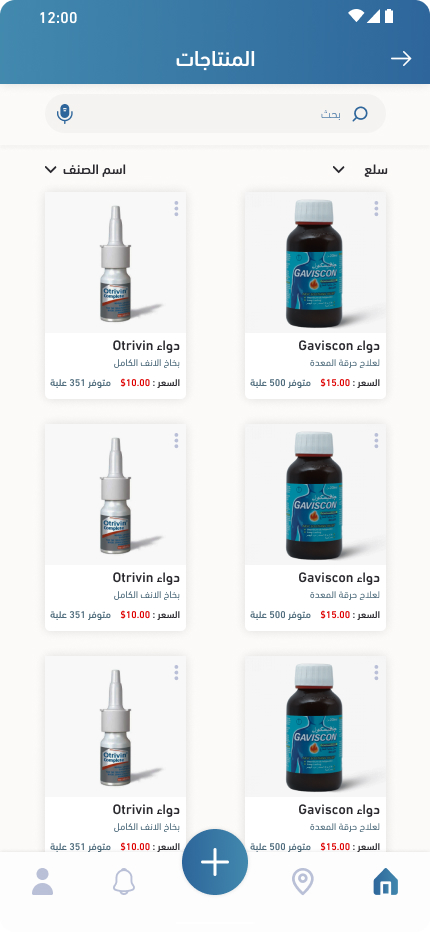 12:00
المنتجات
بحث
سلع
اسم الصنف
جافيسكون
GAVISCON
Otrivin
complete
دواء Gaviscon
لعلاج حرقة المعدة
السعر : $15.00 متوفر 500 علبة
دواء Otrivin
بخاخ الانف الكامل
السعر : $10.00 متوفر 351 علبة
جافيسكون
GAVISCON
Otrivin
complete
دواء Gaviscon
لعلاج حرقة المعدة
السعر : $15.00 متوفر 500 علبة
دواء Otrivin
بخاخ الانف الكامل
السعر : $10.00 متوفر 351 علبة
جافيسكون
GAVISCON
Otrivin
complete
دواء Gaviscon
لعلاج حرقة المعدة
السعر : $15.00 متوفر 500 علبة
دواء Otrivin
بخاخ الانف الكامل
السعر : $10.00 متوفر 351 علبة